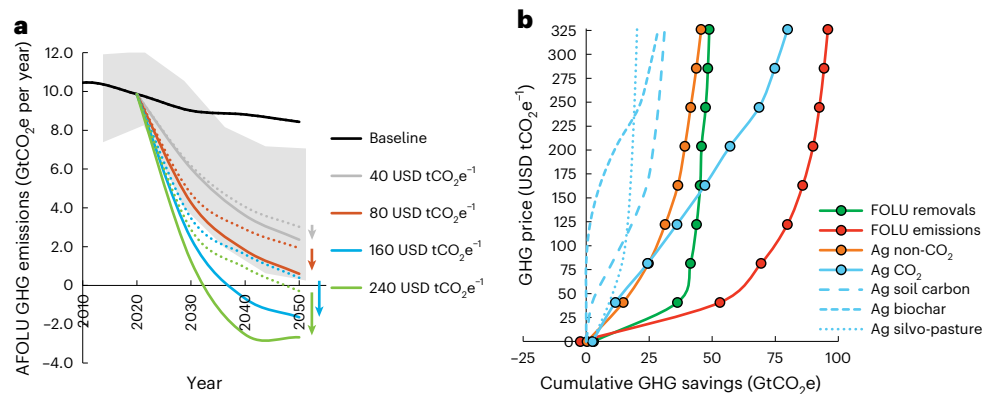 a
AFOLU GHG emissions (GtCO₂e per year)
12.0
10.0
8.0
6.0
4.0
2.0
0
−2.0
−4.0
2010
2020
2030
2040
2050
Year
Baseline
40 USD tCO₂e⁻¹
80 USD tCO₂e⁻¹
160 USD tCO₂e⁻¹
240 USD tCO₂e⁻¹
b
GHG price (USD tCO₂e⁻¹)
325
300
275
250
225
200
175
150
125
100
75
50
25
0
−25
0
25
50
75
100
Cumulative GHG savings (GtCO₂e)
FOLU removals
FOLU emissions
Ag non-CO₂
Ag CO₂
Ag soil carbon
Ag biochar
Ag silvo-pasture